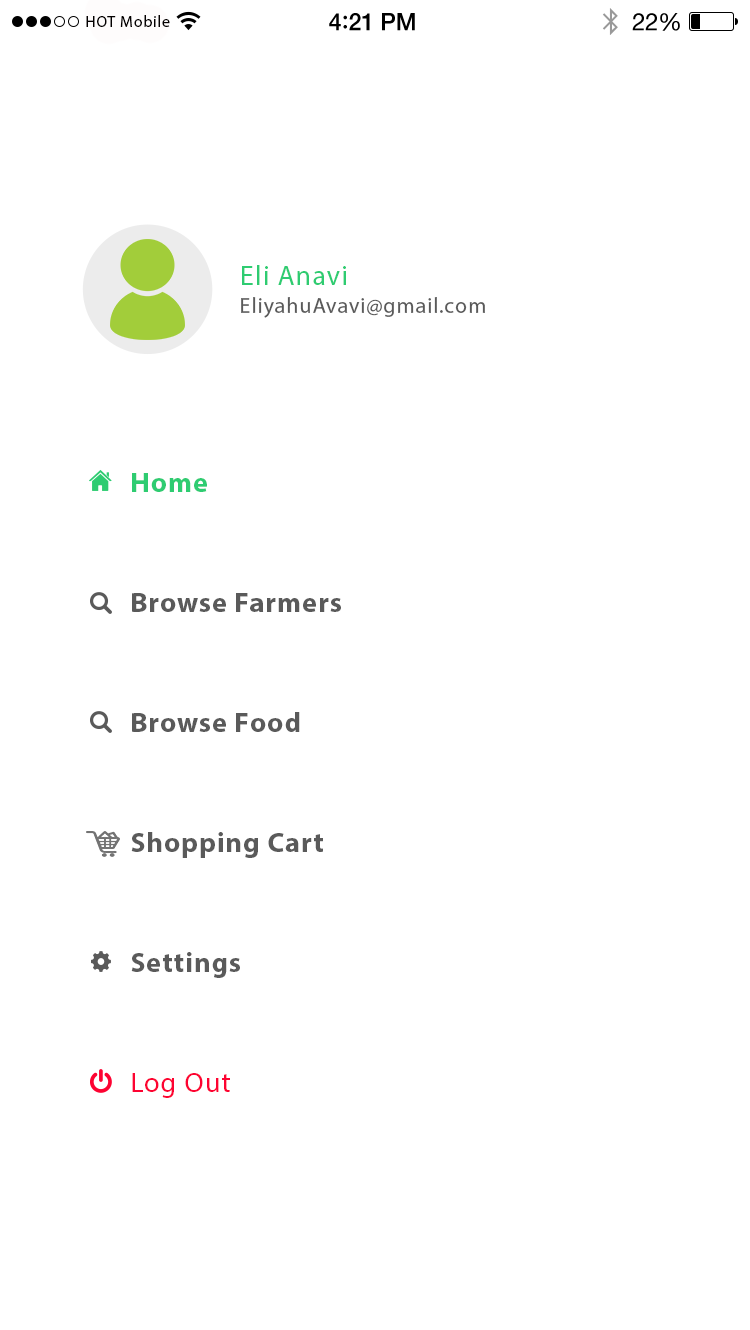 HOT Mobile 4:21 PM 22%
Eli Anavi
EliyahuAvavi@gmail.com
Home
Browse Farmers
Browse Food
Shopping Cart
Settings
Log Out